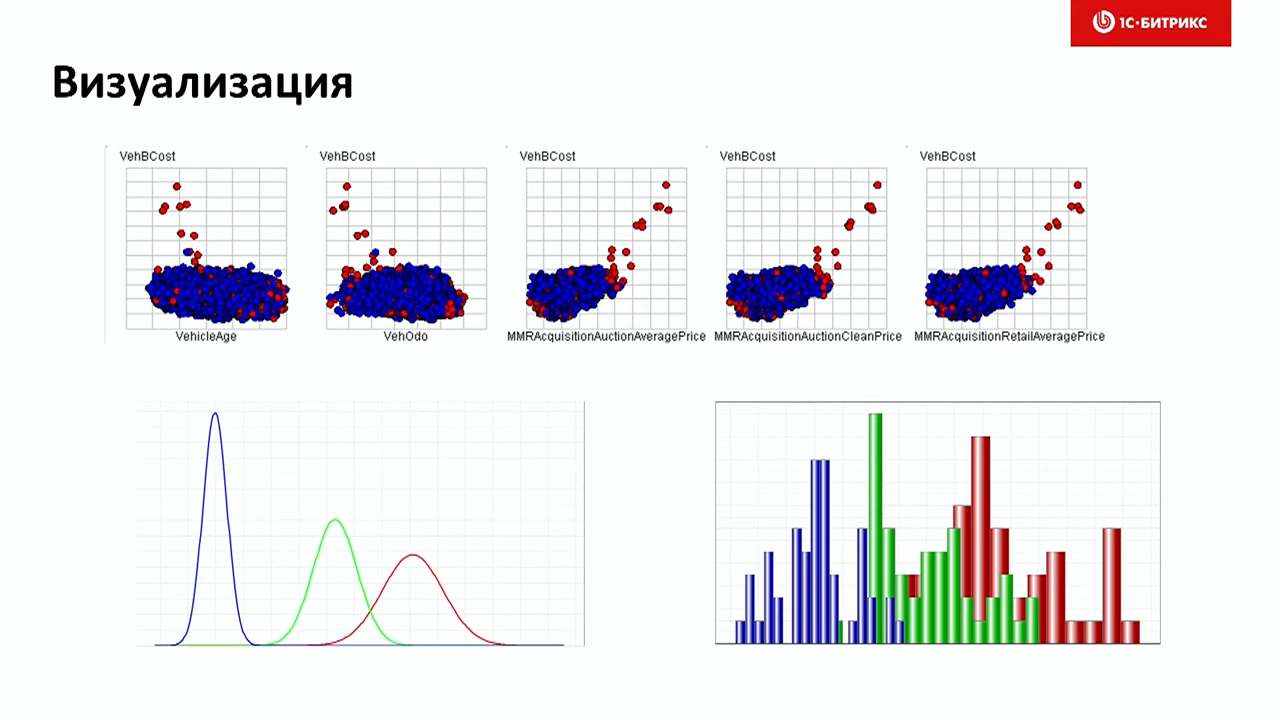 1С-БИТРИКС
Визуализация
VehBCost
VehBCost
VehBCost
VehBCost
VehBCost
VehicleAge
VehOdo
MMRAcquisitionAuctionAveragePrice
MMRAcquisitionAuctionCleanPrice
MMRAcquisitionRetailAveragePrice